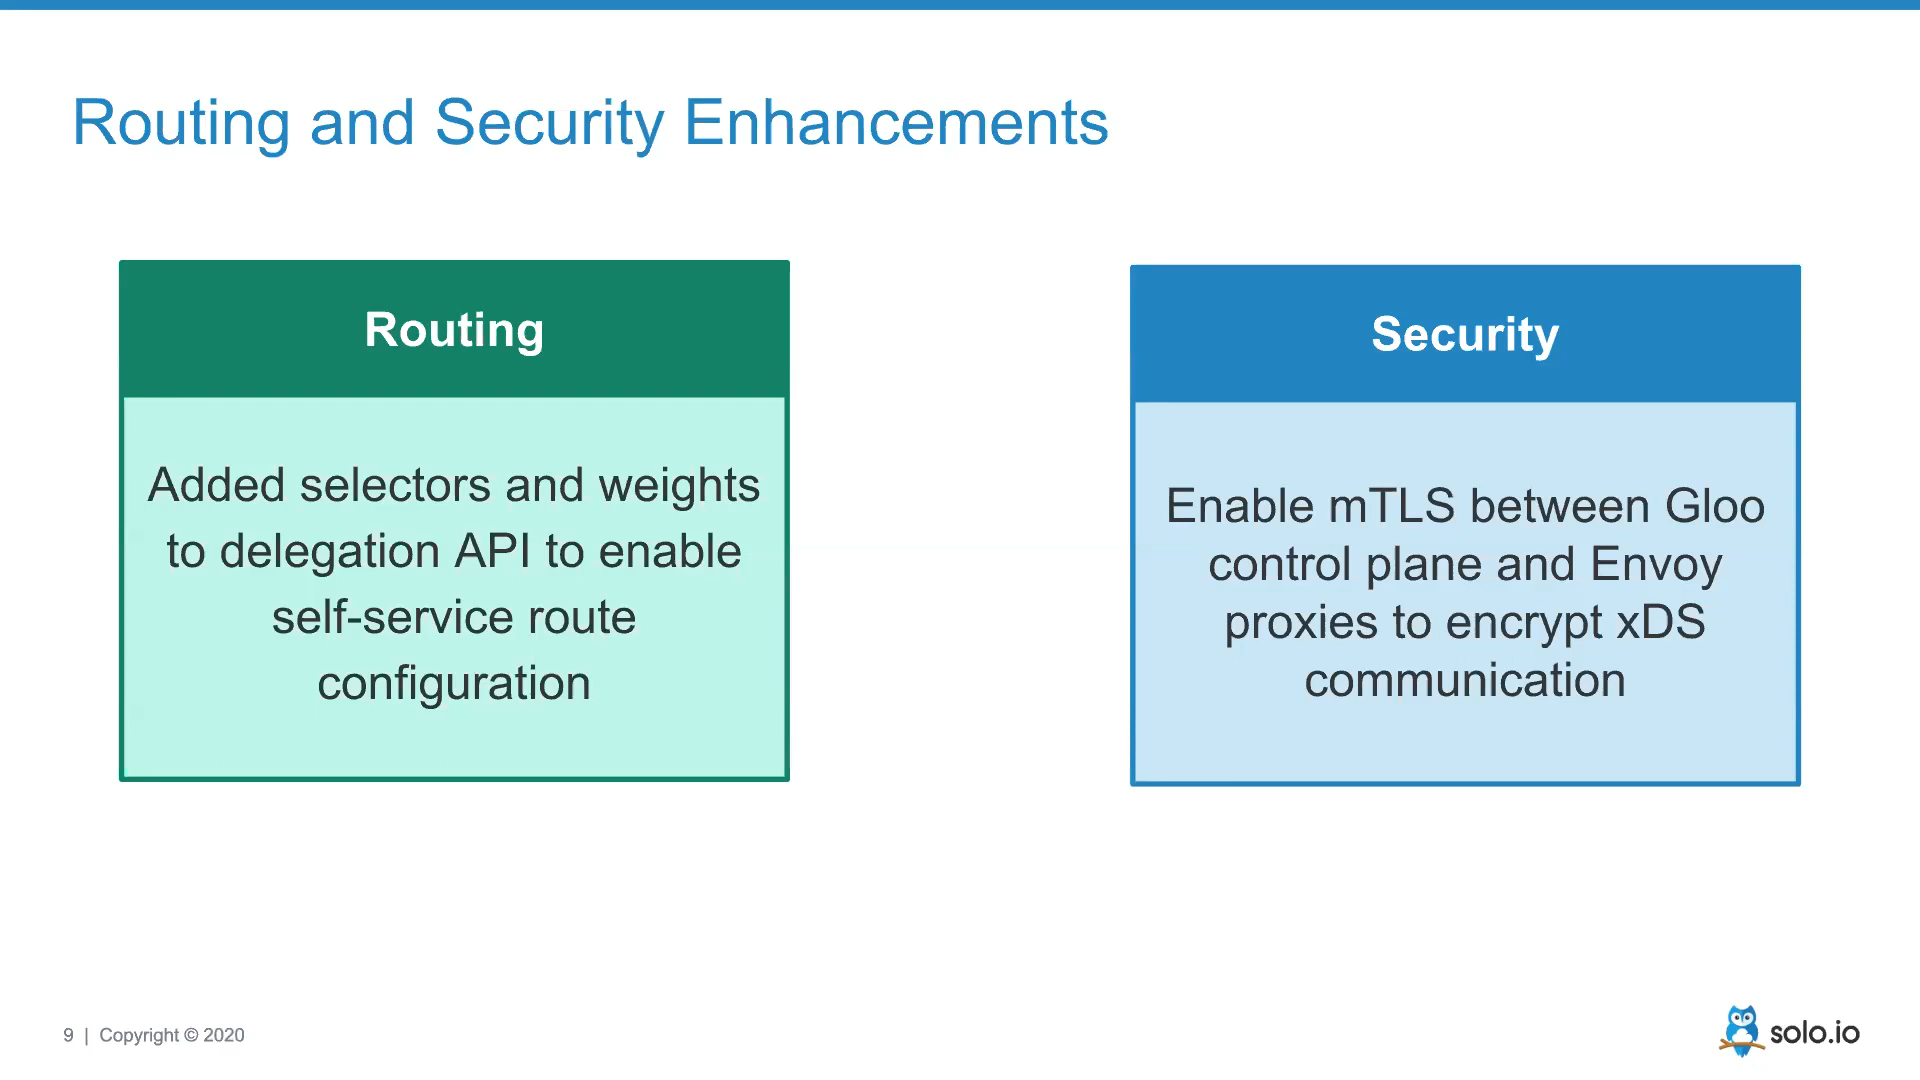 Routing and Security Enhancements
Routing
Added selectors and weights
to delegation API to enable
self-service route
configuration
Security
Enable mTLS between Gloo
control plane and Envoy
proxies to encrypt xDS
communication
9 | Copyright © 2020
solo.io